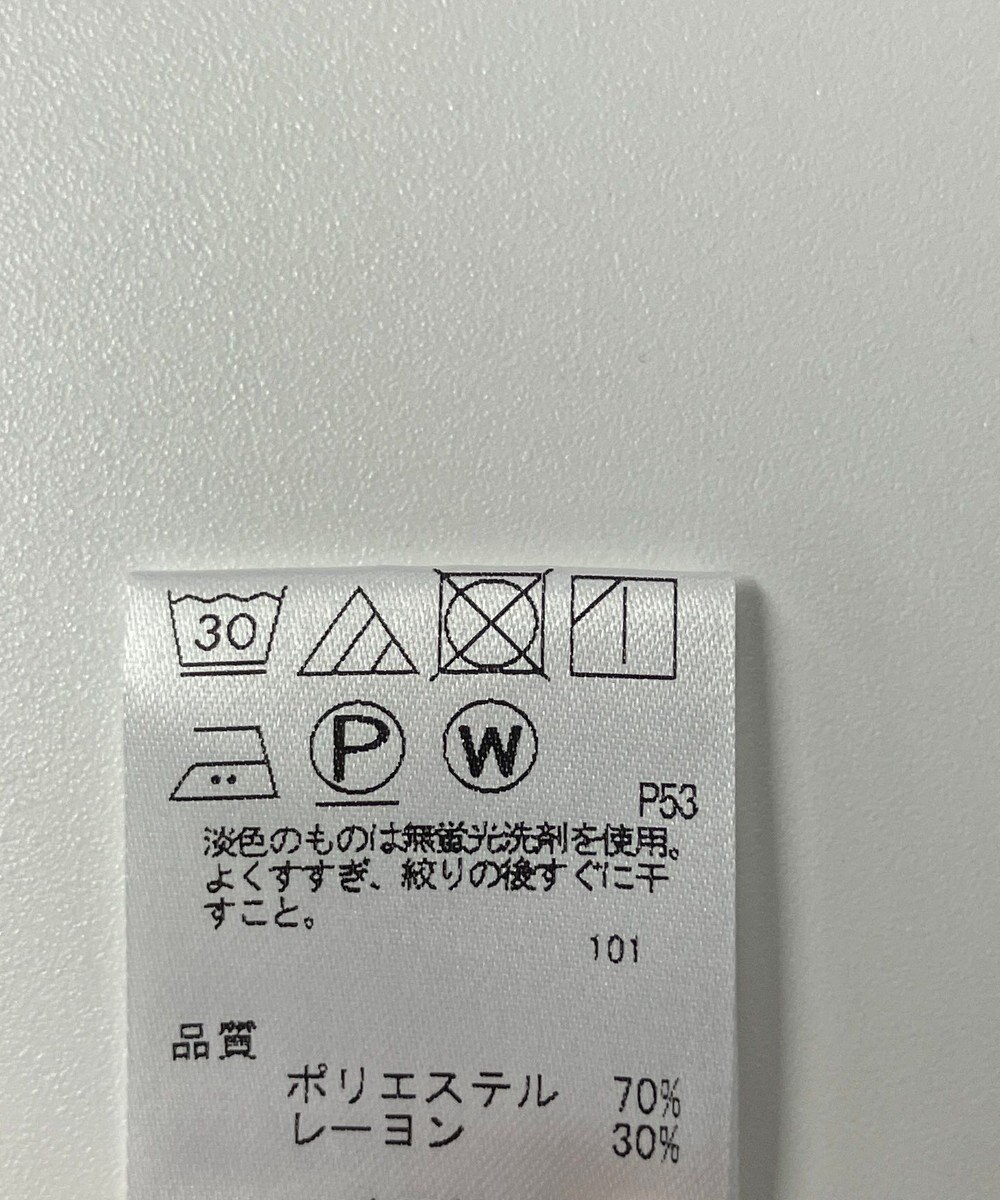 30
P W
P53
淡色のものは無蛍光洗剤を使用。
よくすすぎ、絞りの後すぐに干
すこと。
101
品質
ポリエステル 70%
レーヨン 30%